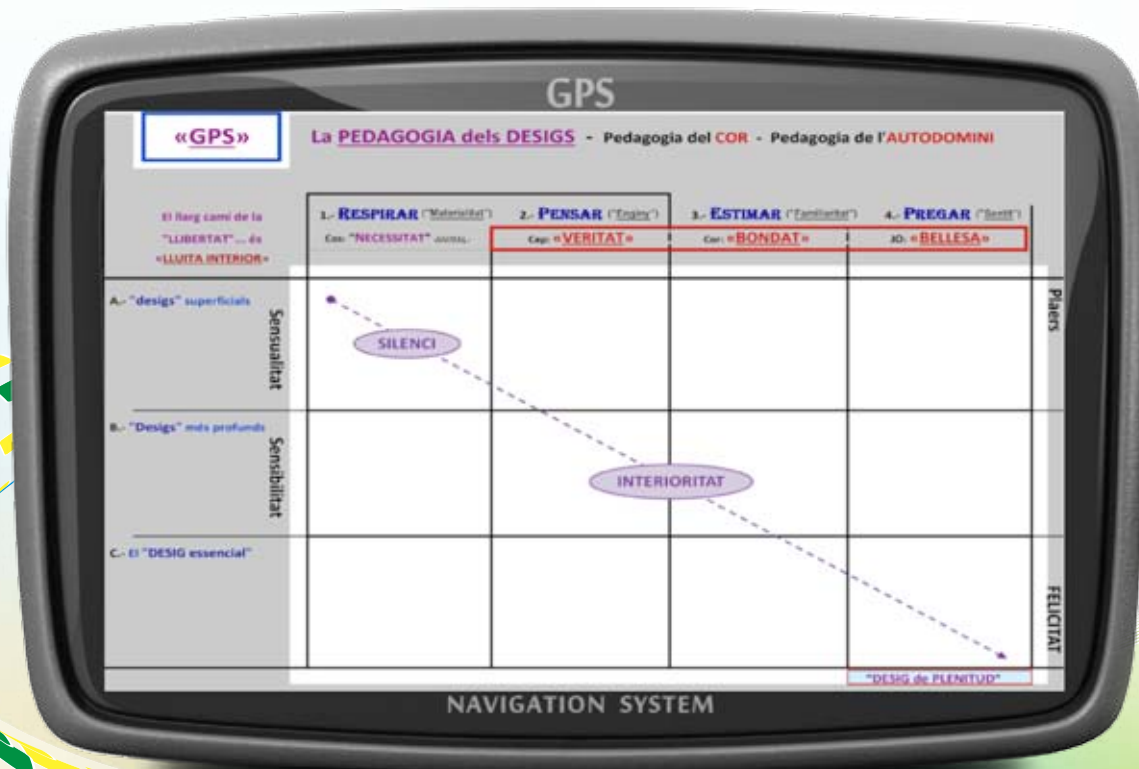 GPS
«GPS»
La PEDAGOGIA dels DESIGS - Pedagogia del COR - Pedagogia de l'AUTODOMINI
El llarg camí de la
"LLIBERTAT"... és
«LLUITA INTERIOR»
1.- RESPIRAR ("Materialitat")
2.- PENSAR ("Enginy")
3.- ESTIMAR ("Familiaritat")
4.- PREGAR ("Sentit")
Cos: "NECESSITAT"
Cap: «VERITAT»
Cor: «BONDAT»
JO: «BELLESA»
A.- "desigs" superficials
Sensualitat
Plaers
SILENCI
B.- "Desigs" més profunds
Sensibilitat
INTERIORITAT
C.- El "DESIG essencial"
FELICITAT
"DESIG de PLENITUD"
NAVIGATION SYSTEM